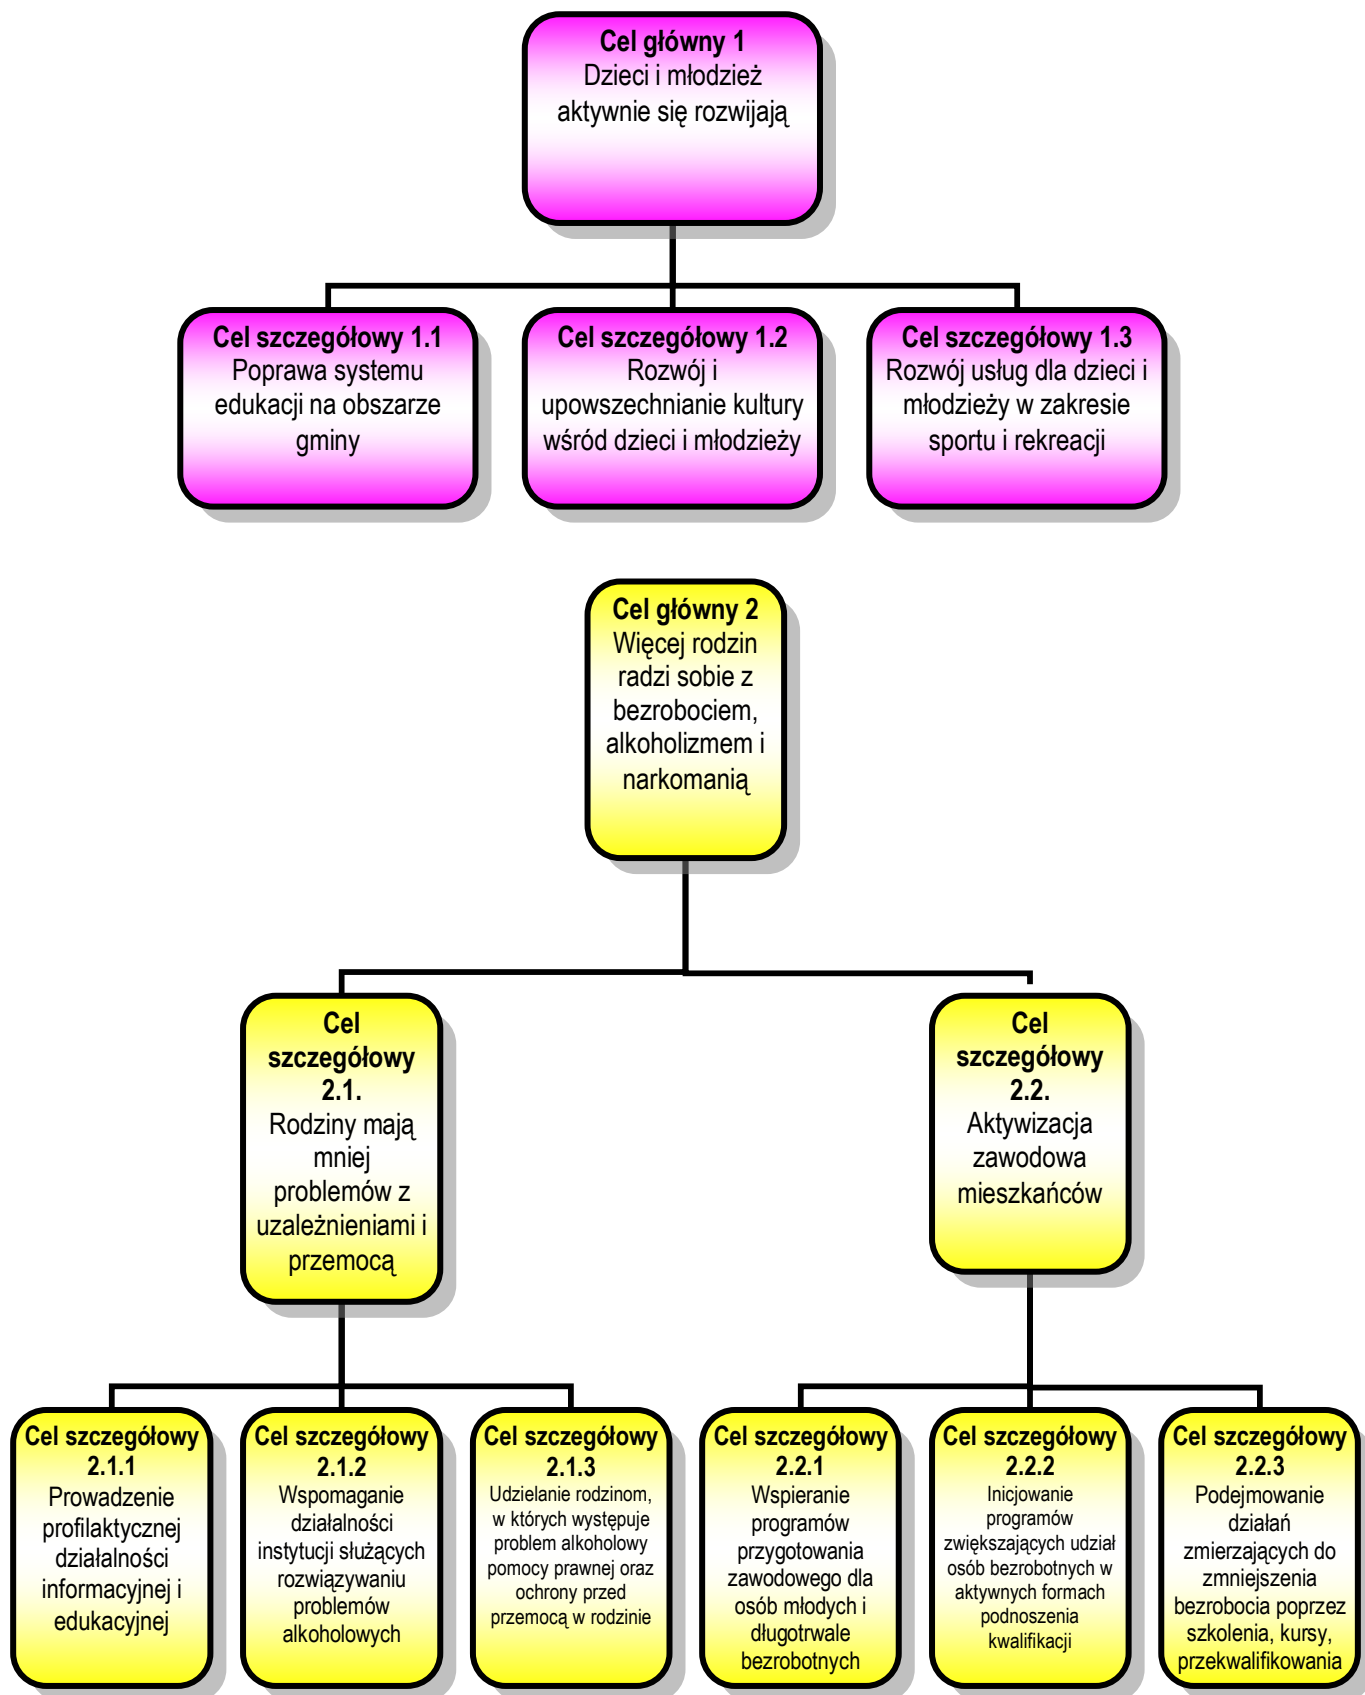 Cel główny 1
Dzieci i młodzież
aktywnie się rozwijają
Cel szczegółowy 1.1
Poprawa systemu
edukacji na obszarze
gminy
Cel szczegółowy 1.2
Rozwój i
upowszechnianie kultury
wśród dzieci i młodzieży
Cel szczegółowy 1.3
Rozwój usług dla dzieci i
młodzieży w zakresie
sportu i rekreacji
Cel główny 2
Więcej rodzin
radzi sobie z
bezrobociem,
alkoholizmem i
narkomanią
Cel
szczegółowy
2.1.
Rodziny mają
mniej
problemów z
uzależnieniami i
przemocą
Cel
szczegółowy
2.2.
Aktywizacja
zawodowa
mieszkańców
Cel szczegółowy
2.1.1
Prowadzenie
profilaktycznej
działalności
informacyjnej i
edukacyjnej
Cel szczegółowy
2.1.2
Wspomaganie
działalności
instytucji służących
rozwiązywaniu
problemów
alkoholowych
Cel szczegółowy
2.1.3
Udzielanie rodzinom,
w których występuje
problem alkoholowy
pomocy prawnej oraz
ochrony przed
przemocą w rodzinie
Cel szczegółowy
2.2.1
Wspieranie
programów
przygotowania
zawodowego dla
osób młodych i
długotrwale
bezrobotnych
Cel szczegółowy
2.2.2
Inicjowanie
programów
zwiększających udział
osób bezrobotnych w
aktywnych formach
podnoszenia
kwalifikacji
Cel szczegółowy
2.2.3
Podejmowanie
działań
zmierzających do
zmniejszenia
bezrobocia poprzez
szkolenia, kursy,
przekwalifikowania